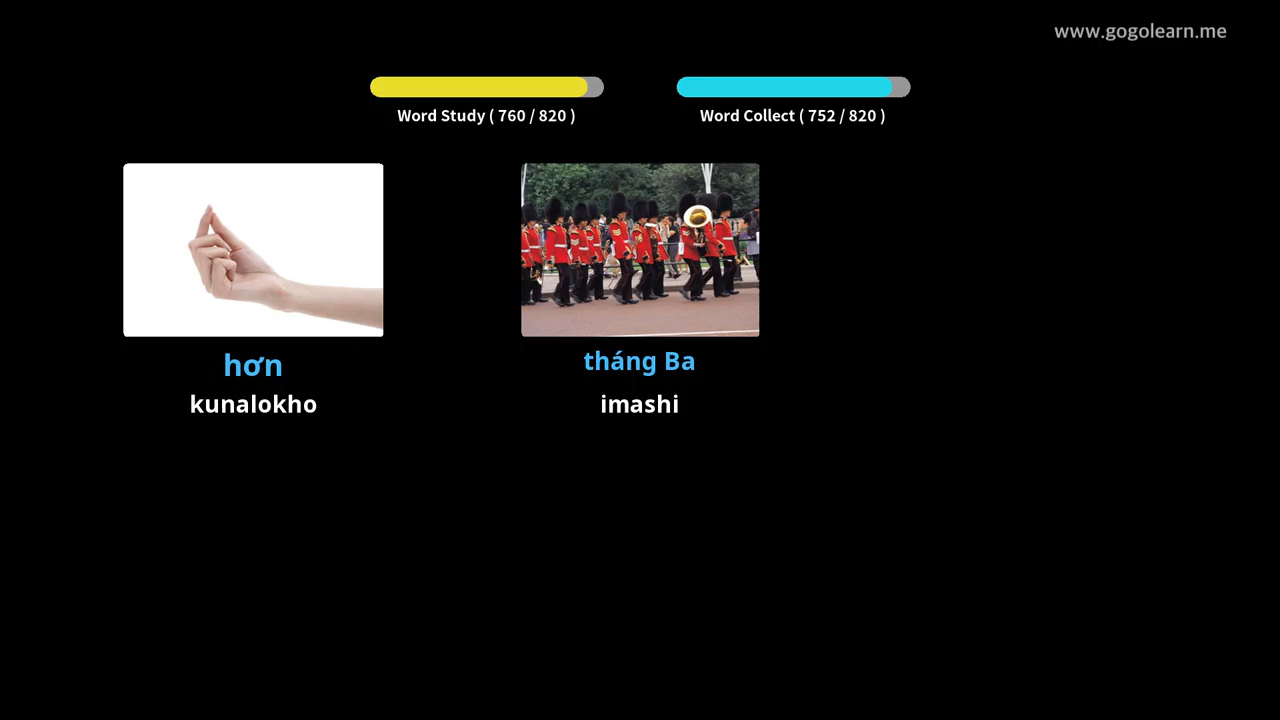 www.gogolearn.me
Word Study ( 760 / 820 )
Word Collect ( 752 / 820 )
hơn
tháng Ba
kunalokho
imashi